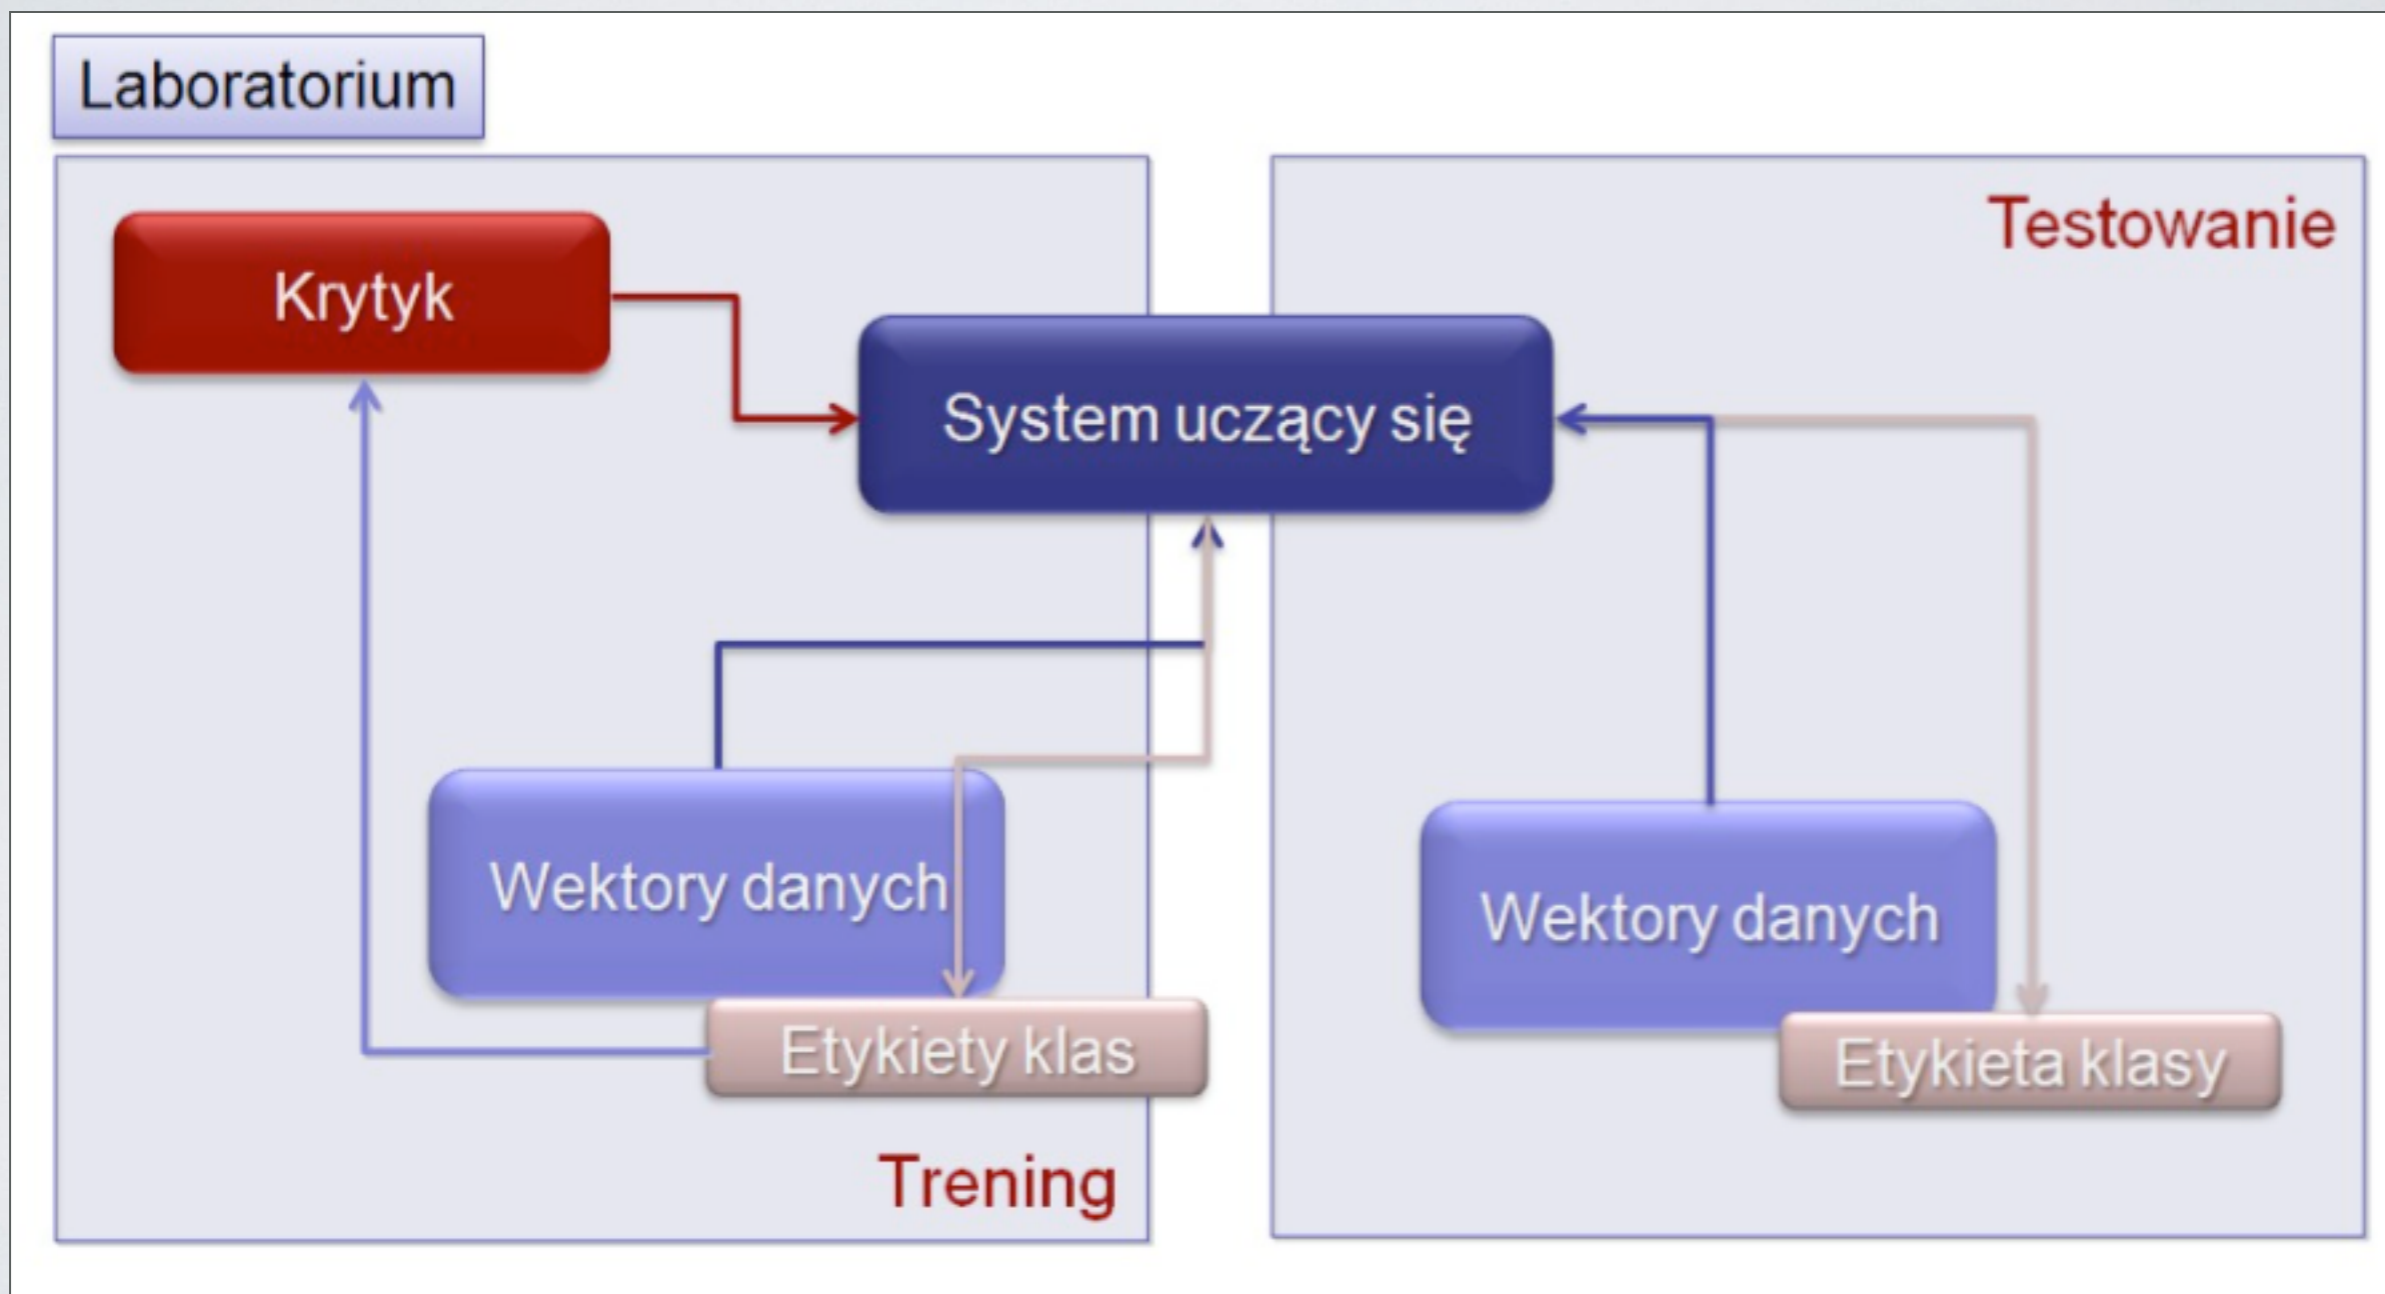 Laboratorium
Krytyk
Testowanie
System uczący się
Wektory danych
Wektory danych
Etykiety klas
Etykieta klasy
Trening